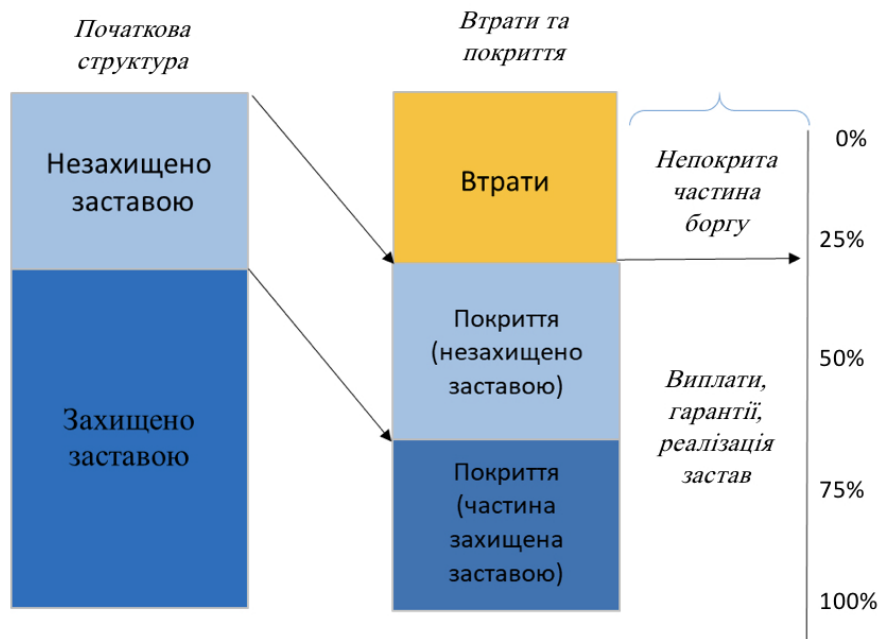 Початкова
структура
Втрати та
покриття
Незахищено
заставою
Захищено
заставою
Втрати
Покриття
(незахищено
заставою)
Покриття
(частина
захищена
заставою)
Непокрита
частина
боргу
Виплати,
гарантії,
реалізація
застав
0%
25%
50%
75%
100%